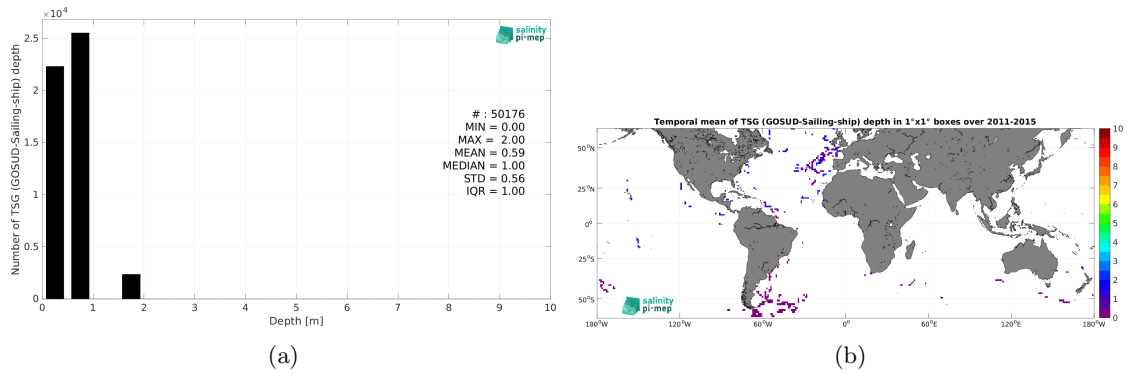 ×10⁴
2.5
2
1.5
1
0.5
0
Number of TSG (GOSUD-Sailing-ship) depth
salinity
pi-mep
# : 50176
MIN = 0.00
MAX = 2.00
MEAN = 0.59
MEDIAN = 1.00
STD = 0.56
IQR = 1.00
0 1 2 3 4 5 6 7 8 9 10
Depth [m]
(a)
Temporal mean of TSG (GOSUD-Sailing-ship) depth in 1°x1° boxes over 2011-2015
50°N
25°N
0°
25°S
50°S
salinity
pi-mep
180°W 120°W 60°W 0°E 60°E 120°E 180°W
10
9
8
7
6
5
4
3
2
1
0
(b)